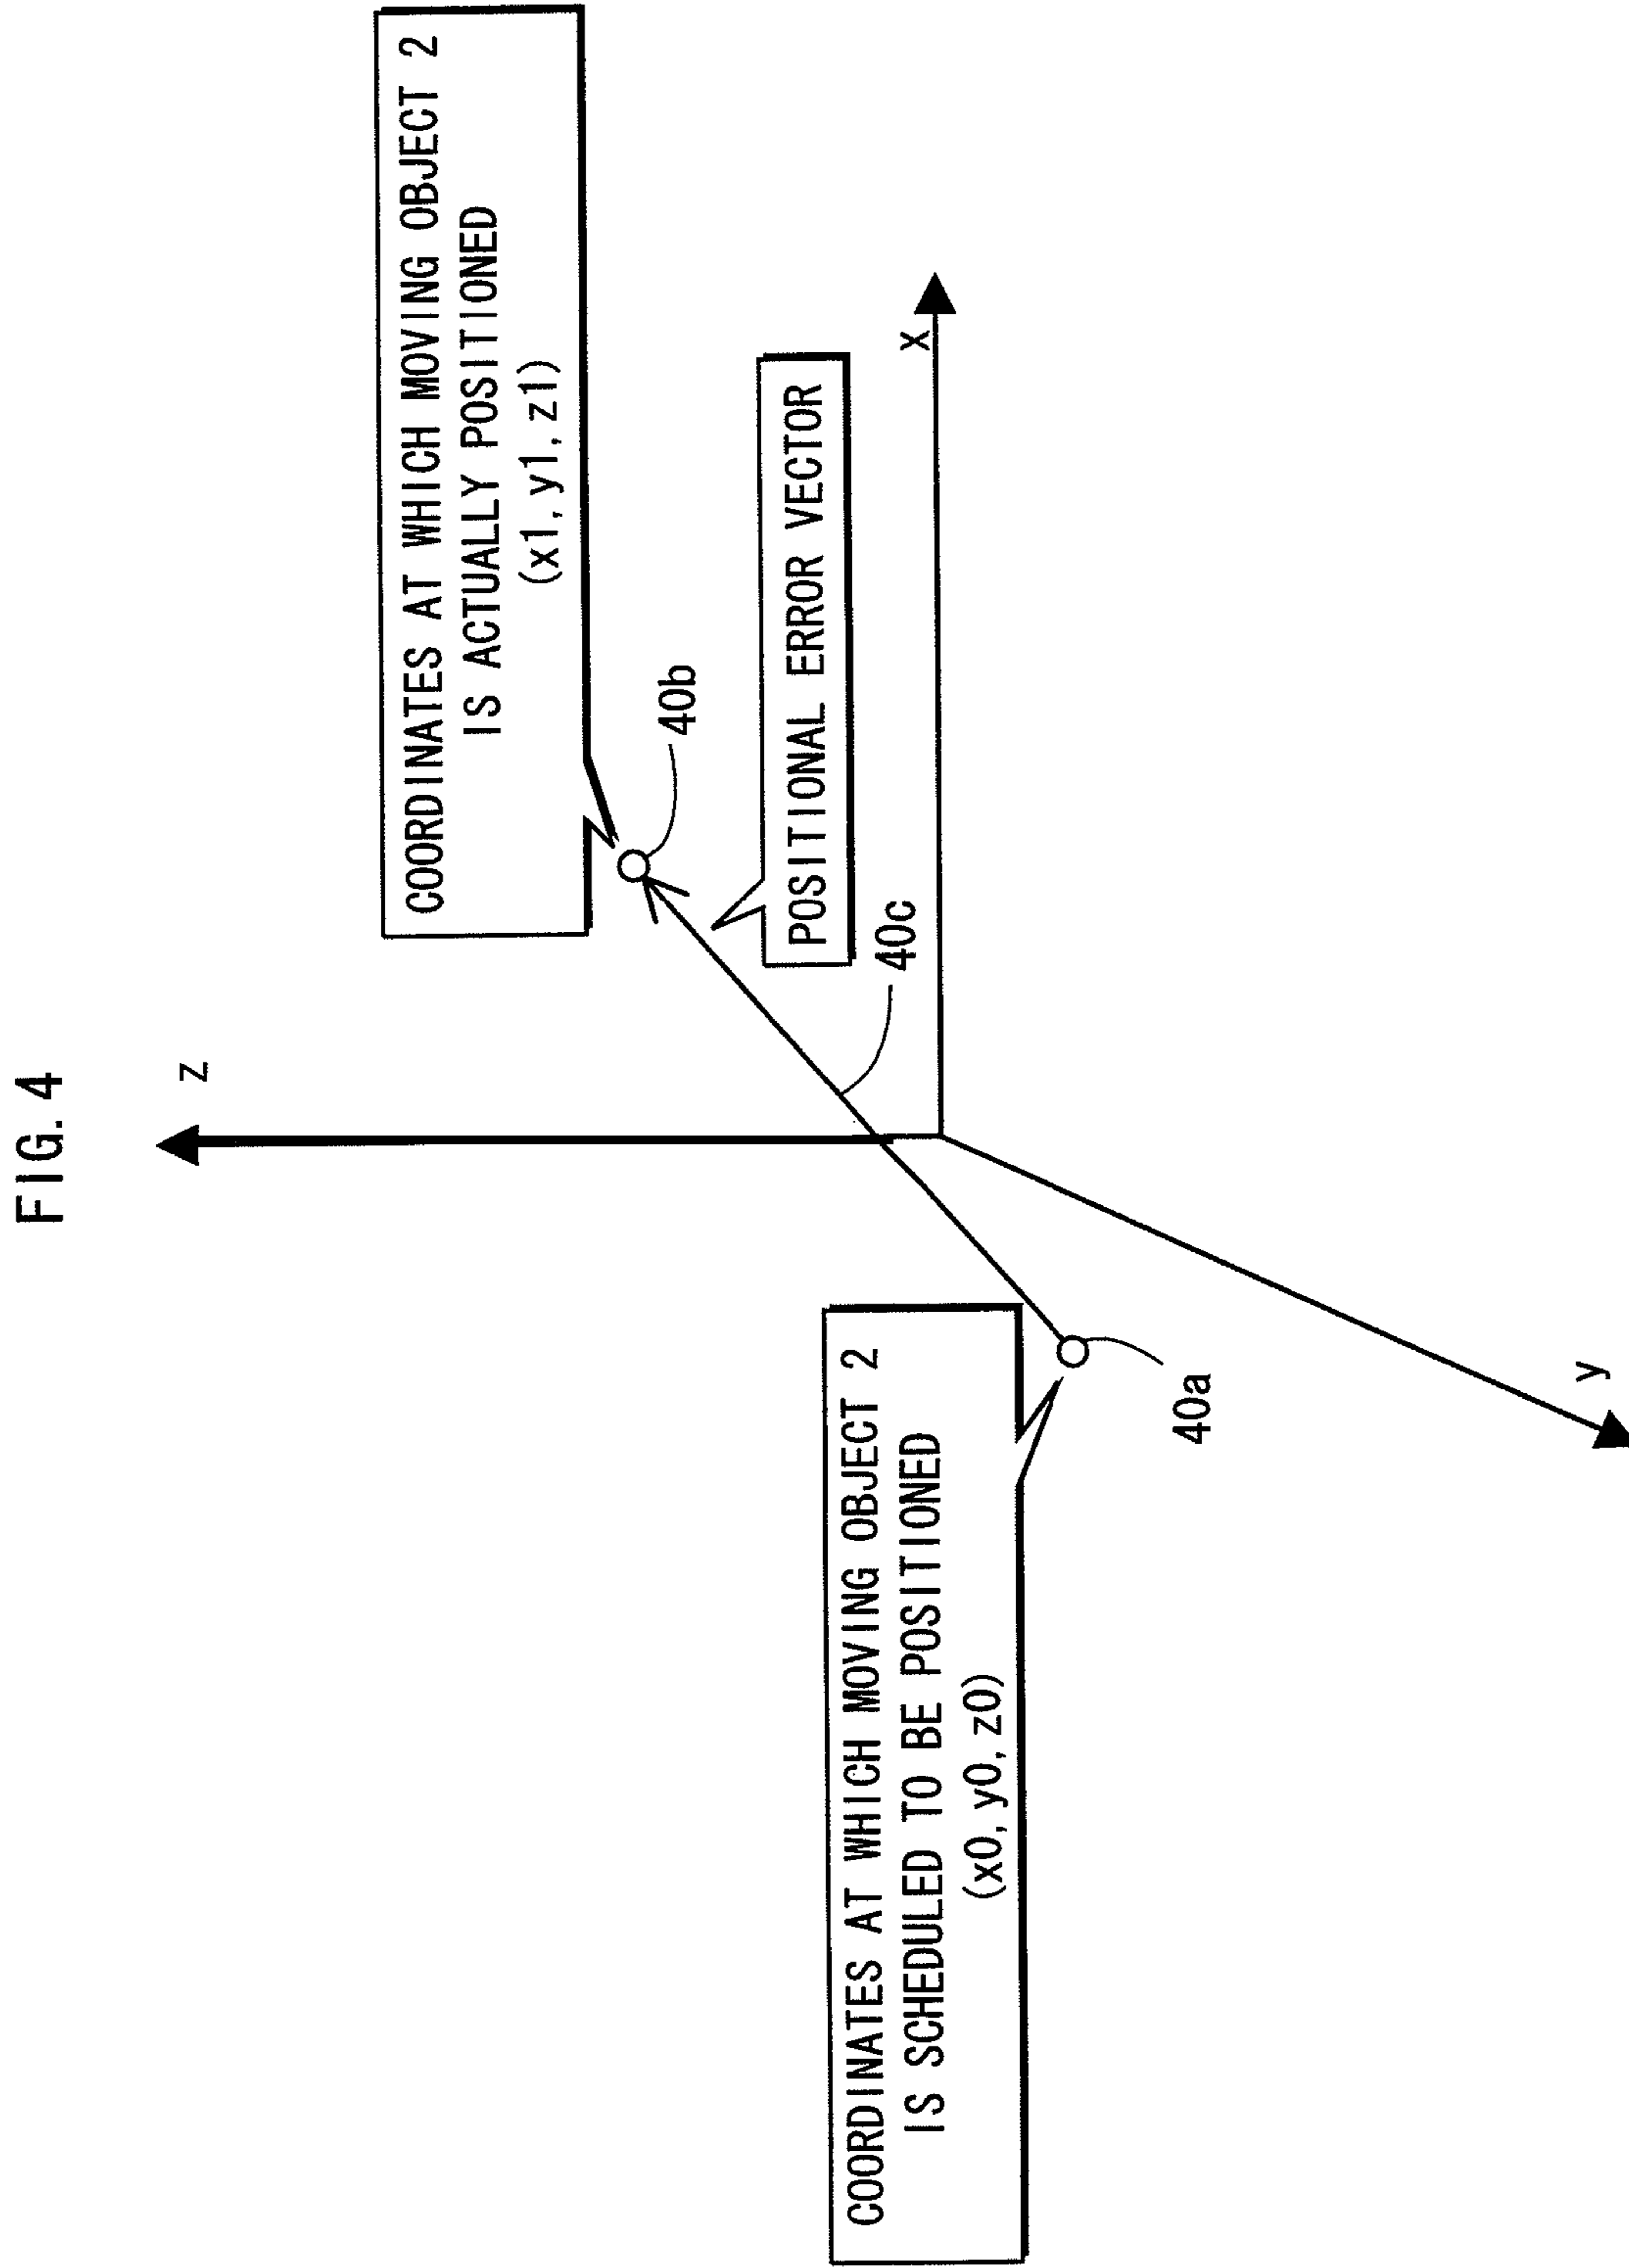 FIG. 4
z
COORDINATES AT WHICH MOVING OBJECT 2
IS ACTUALLY POSITIONED
(x1, y1, z1)
40b
POSITIONAL ERROR VECTOR
40c
x
COORDINATES AT WHICH MOVING OBJECT 2
IS SCHEDULED TO BE POSITIONED
(x0, y0, z0)
40a
y